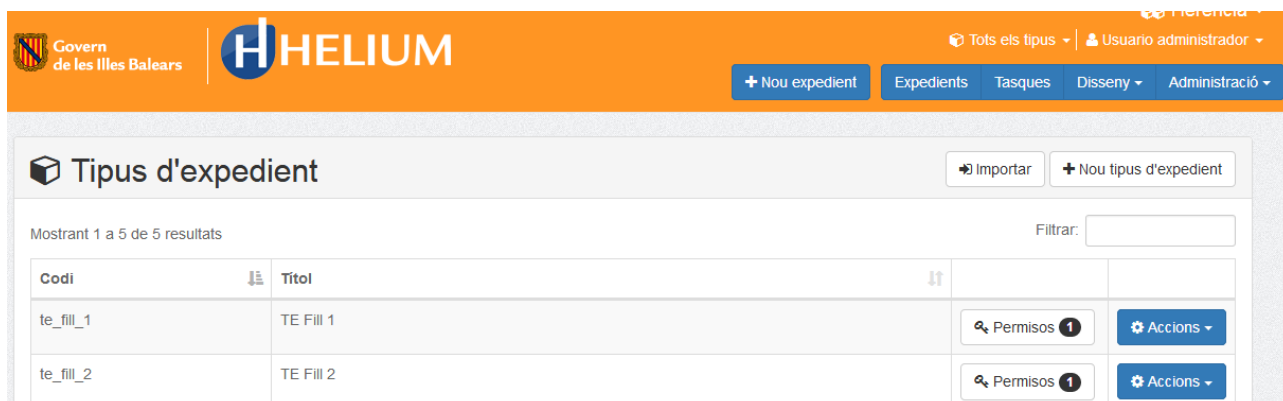 Herència
Govern
de les Illes Balears
HELIUM
Tots els tipus
Usuario administrador
+ Nou expedient
Expedients
Tasques
Disseny
Administració
Tipus d'expedient
Importar
+ Nou tipus d'expedient
Mostrant 1 a 5 de 5 resultats
Filtrar:
Codi
Títol
te_fill_1
TE Fill 1
Permisos 1
Accions
te_fill_2
TE Fill 2
Permisos 1
Accions